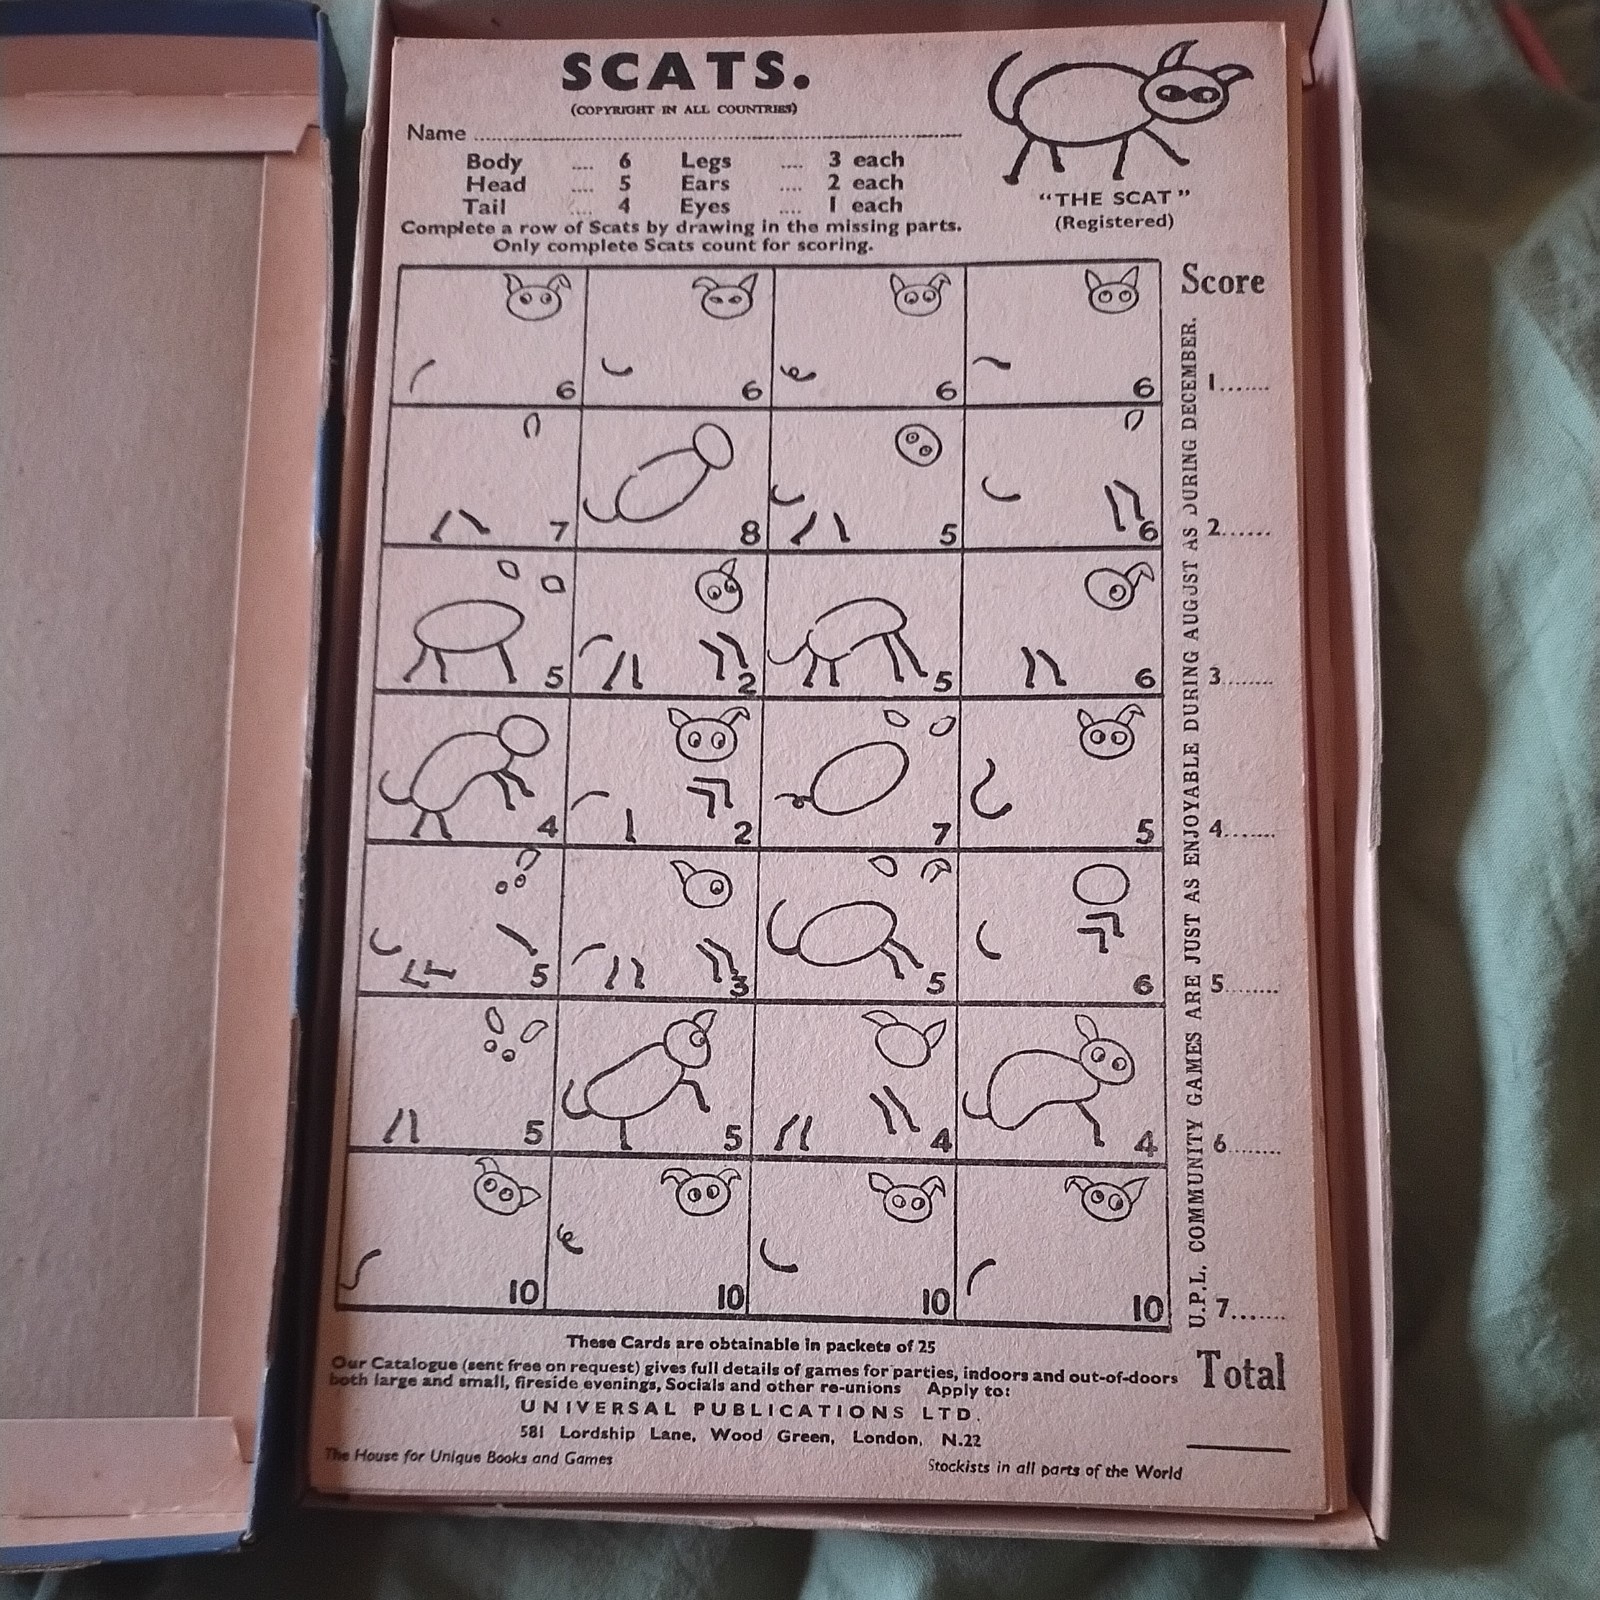 SCATS.
(COPYRIGHT IN ALL COUNTRIES)
Name ......................................................................
Body .... 6 Legs .... 3 each
Head .... 5 Ears .... 2 each
Tail .... 4 Eyes .... 1 each
Complete a row of Scats by drawing in the missing parts.
Only complete Scats count for scoring.
"THE SCAT"
(Registered)
Score
6 6 6 6 1.......
7 8 5 6 2.......
5 2 5 6 3........
4 2 7 5 4........
5 3 5 6 5........
5 5 4 4 6........
10 10 10 10 7........
U.P.L. COMMUNITY GAMES ARE JUST AS ENJOYABLE DURING AUGUST AS DURING DECEMBER.
Total
These Cards are obtainable in packets of 25
Our Catalogue (sent free on request) gives full details of games for parties, indoors and out-of-doors
both large and small, fireside evenings, Socials and other re-unions Apply to:
UNIVERSAL PUBLICATIONS LTD.
581 Lordship Lane, Wood Green, London, N.22
The House for Unique Books and Games
Stockists in all parts of the World